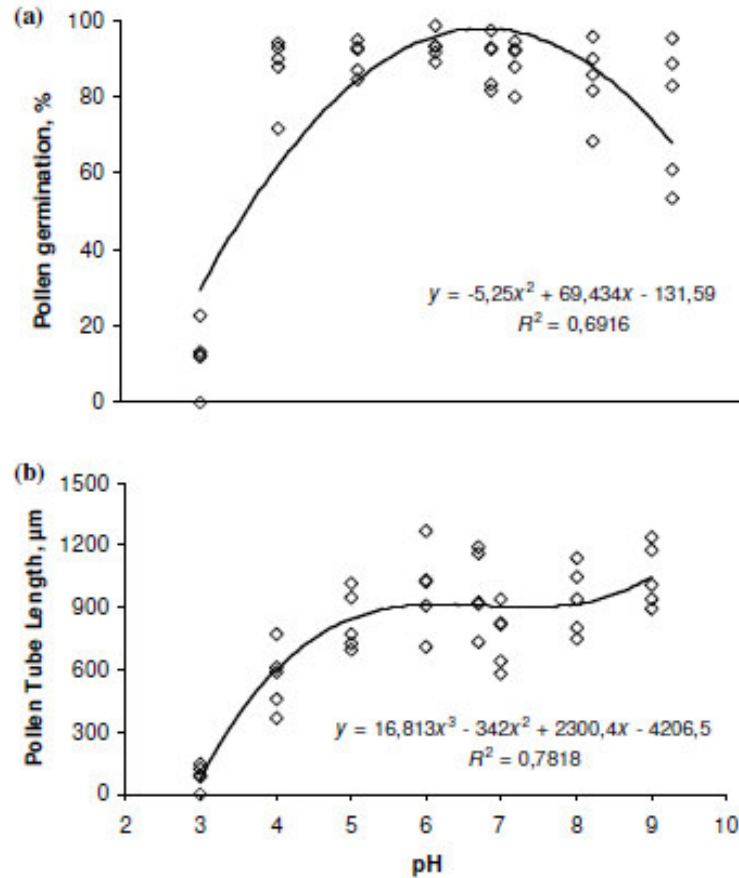 (a)
100
80
60
40
20
0
Pollen germination, %
y = -5,25x² + 69,434x - 131,59
R² = 0,6916
(b)
1500
1200
900
600
300
0
Pollen Tube Length, µm
y = 16,813x³ - 342x² + 2300,4x - 4206,5
R² = 0,7818
2 3 4 5 6 7 8 9 10
pH